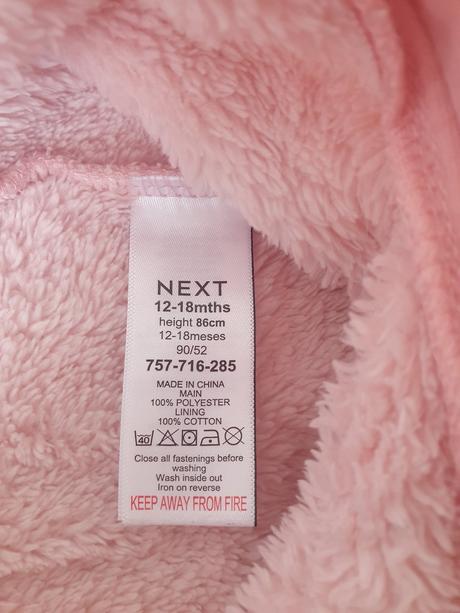 NEXT
12-18mths
height 86cm
12-18meses
90/52
757-716-285
MADE IN CHINA
MAIN
100% POLYESTER
LINING
100% COTTON
40
Close all fastenings before
washing
Wash inside out
Iron on reverse
KEEP AWAY FROM FIRE